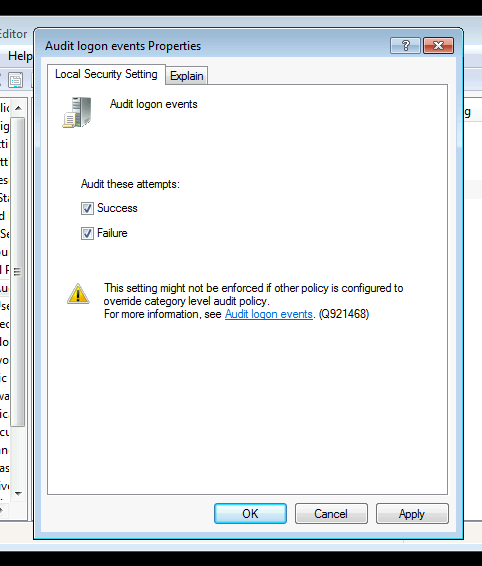 Editor
Audit logon events Properties
Help
Local Security Setting
Explain
Audit logon events
Audit these attempts:
Success
Failure
This setting might not be enforced if other policy is configured to
override category level audit policy.
For more information, see Audit logon events. (Q921468)
OK
Cancel
Apply